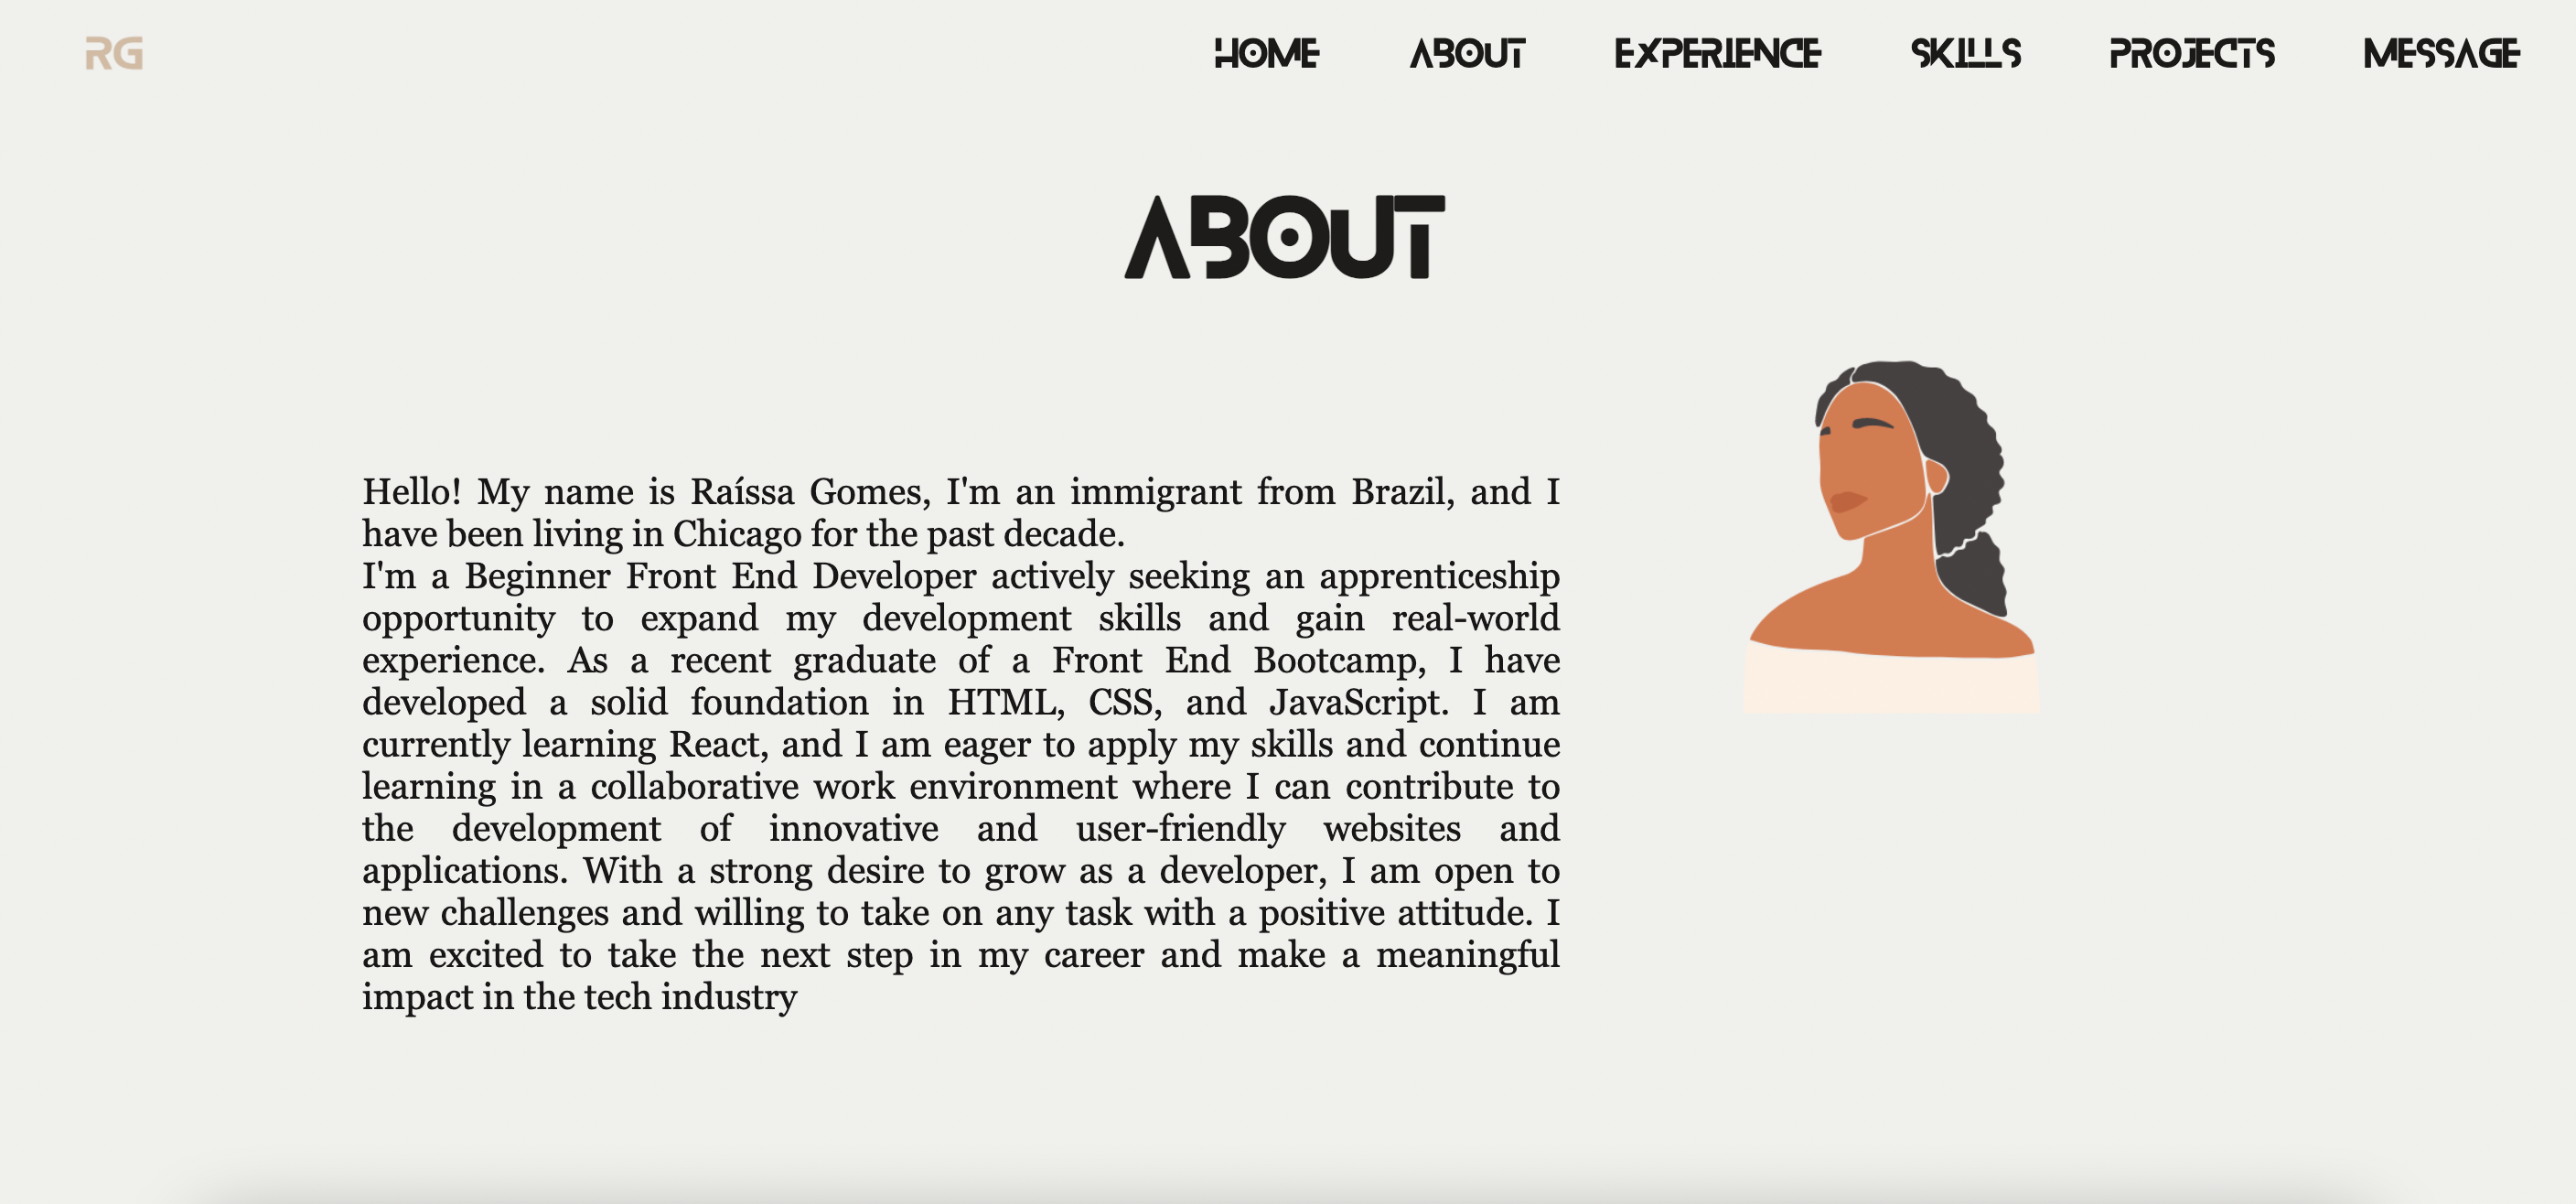 RG
HOME ABOUT EXPERIENCE SKILLS PROJECTS MESSAGE
ABOUT
Hello! My name is Raíssa Gomes, I'm an immigrant from Brazil, and I
have been living in Chicago for the past decade.
I'm a Beginner Front End Developer actively seeking an apprenticeship
opportunity to expand my development skills and gain real-world
experience. As a recent graduate of a Front End Bootcamp, I have
developed a solid foundation in HTML, CSS, and JavaScript. I am
currently learning React, and I am eager to apply my skills and continue
learning in a collaborative work environment where I can contribute to
the development of innovative and user-friendly websites and
applications. With a strong desire to grow as a developer, I am open to
new challenges and willing to take on any task with a positive attitude. I
am excited to take the next step in my career and make a meaningful
impact in the tech industry